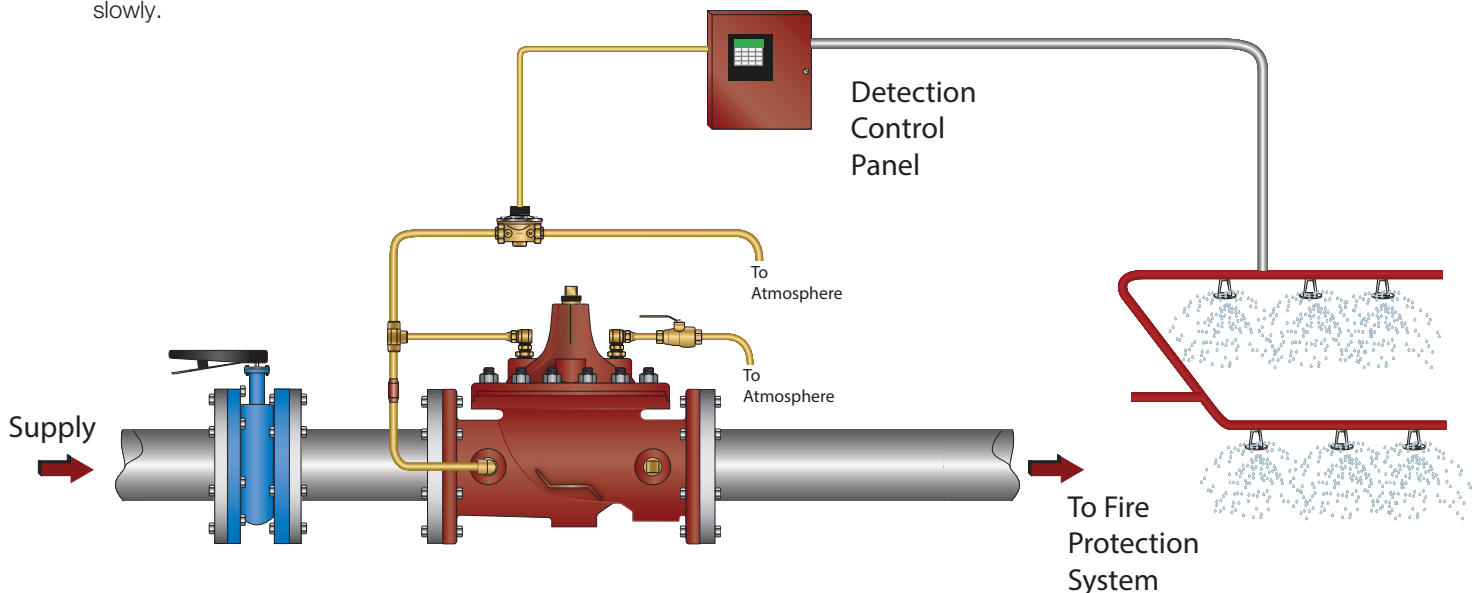 slowly.
Detection
Control
Panel
To
Atmosphere
To
Atmosphere
Supply
To Fire
Protection
System